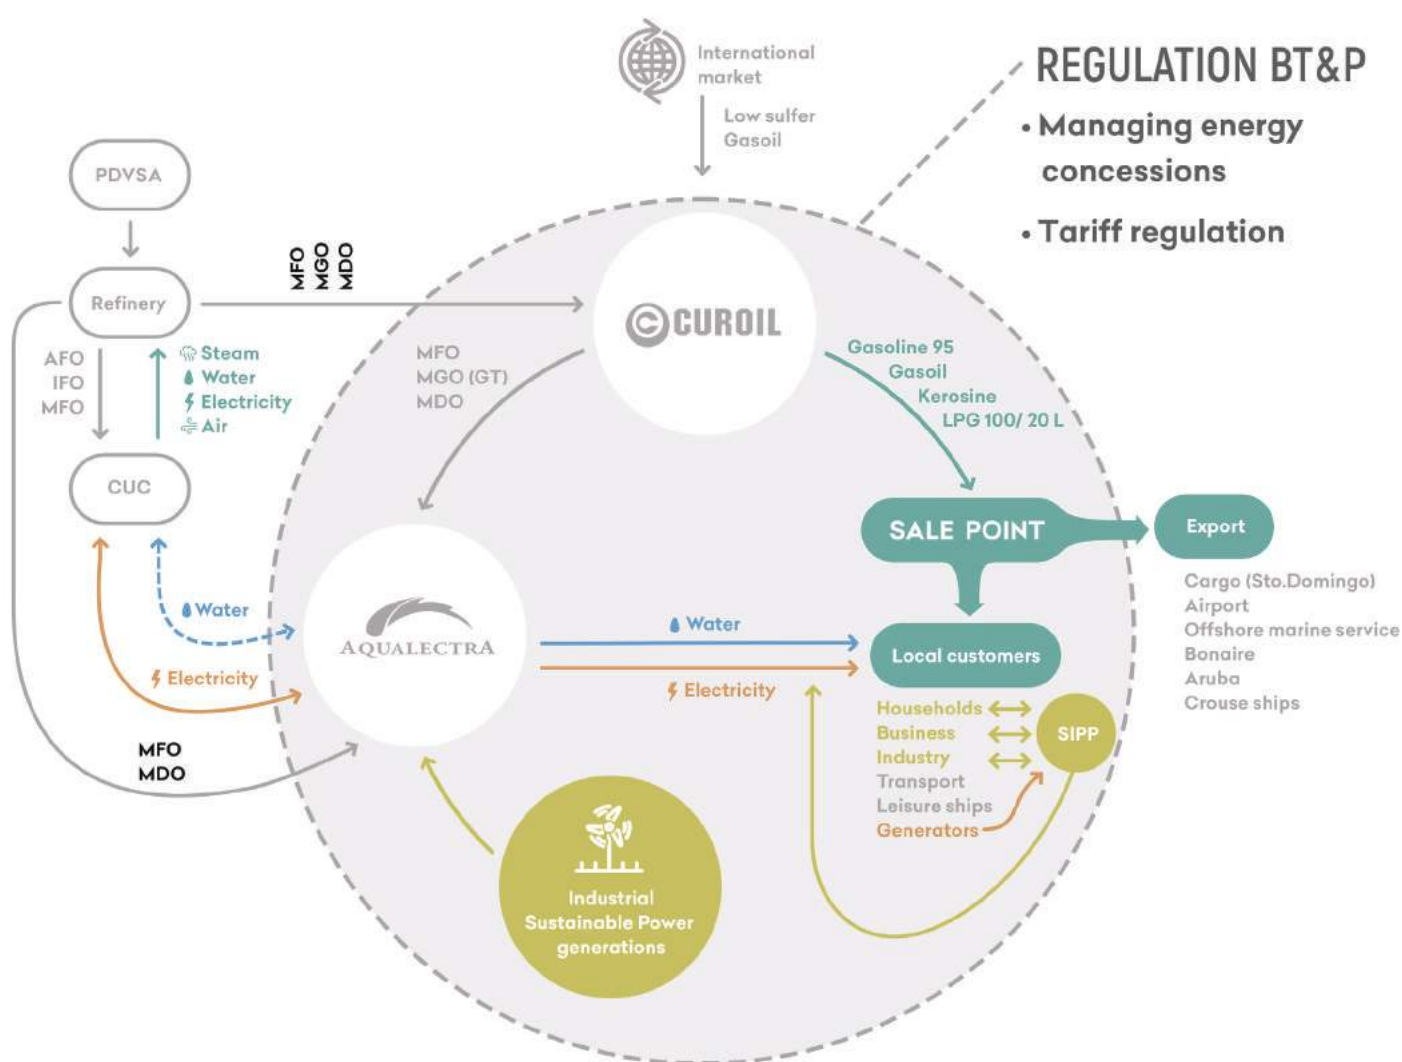 International
market
Low sulfer
Gasoil
REGULATION BT&P
• Managing energy
concessions
• Tariff regulation
PDVSA
Refinery
MFO
MGO
MDO
AFO
IFO
MFO
Steam
Water
Electricity
Air
CUC
CUROIL
MFO
MGO (GT)
MDO
Gasoline 95
Gasoil
Kerosine
LPG 100/ 20 L
SALE POINT
Export
Cargo (Sto.Domingo)
Airport
Offshore marine service
Bonaire
Aruba
Crouse ships
Water
Electricity
AQUALECTRA
Water
Electricity
Local customers
Households
Business
Industry
Transport
Leisure ships
Generators
SIPP
MFO
MDO
Industrial
Sustainable Power
generations